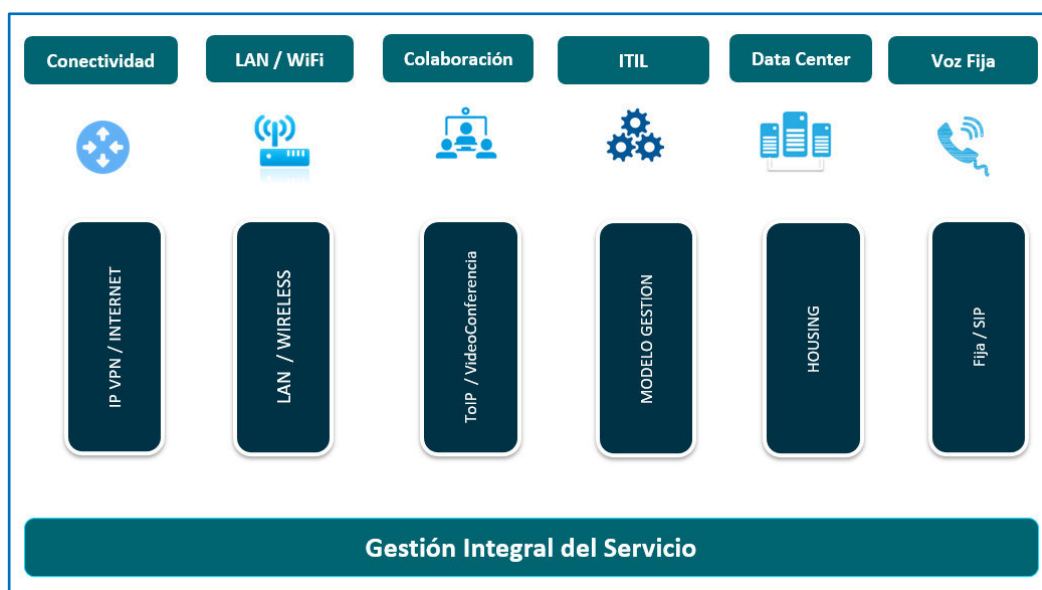 Conectividad
LAN / WiFi
Colaboración
ITIL
Data Center
Voz Fija
IP VPN / INTERNET
LAN / WIRELESS
ToIP / VideoConferencia
MODELO GESTION
HOUSING
Fija / SIP
Gestión Integral del Servicio